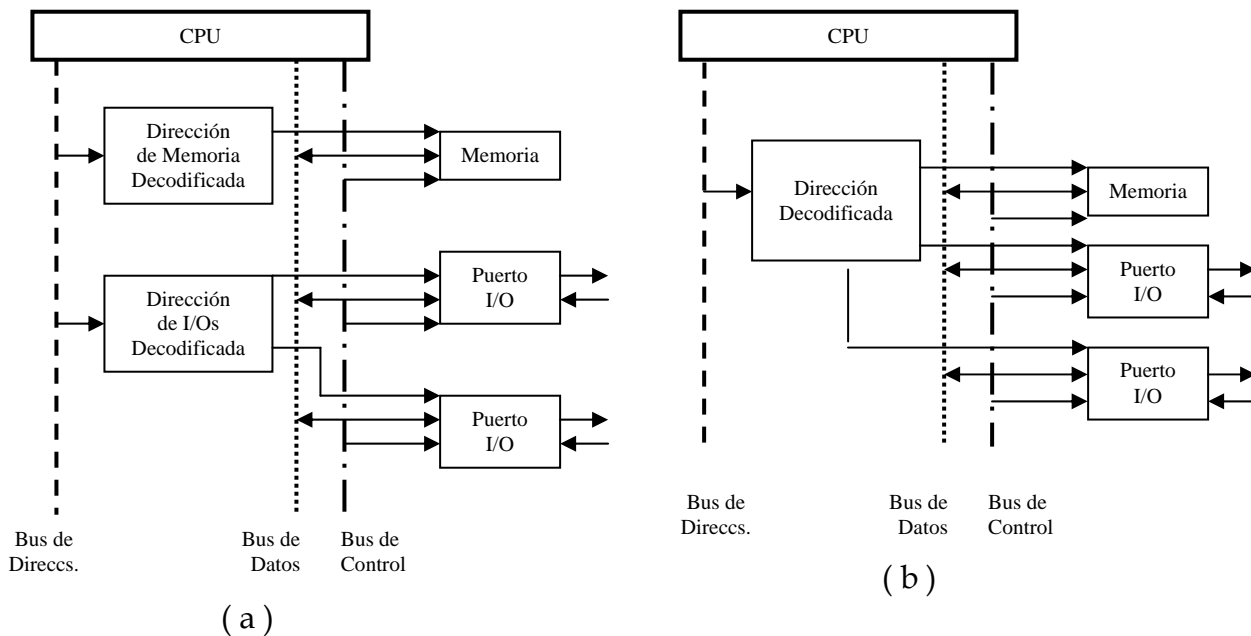 CPU
Dirección
de Memoria
Decodificada
Memoria
Dirección
de I/Os
Decodificada
Puerto
I/O
Puerto
I/O
Bus de
Direccs.
Bus de
Datos
Bus de
Control
( a )
CPU
Dirección
Decodificada
Memoria
Puerto
I/O
Puerto
I/O
Bus de
Direccs.
Bus de
Datos
Bus de
Control
( b )